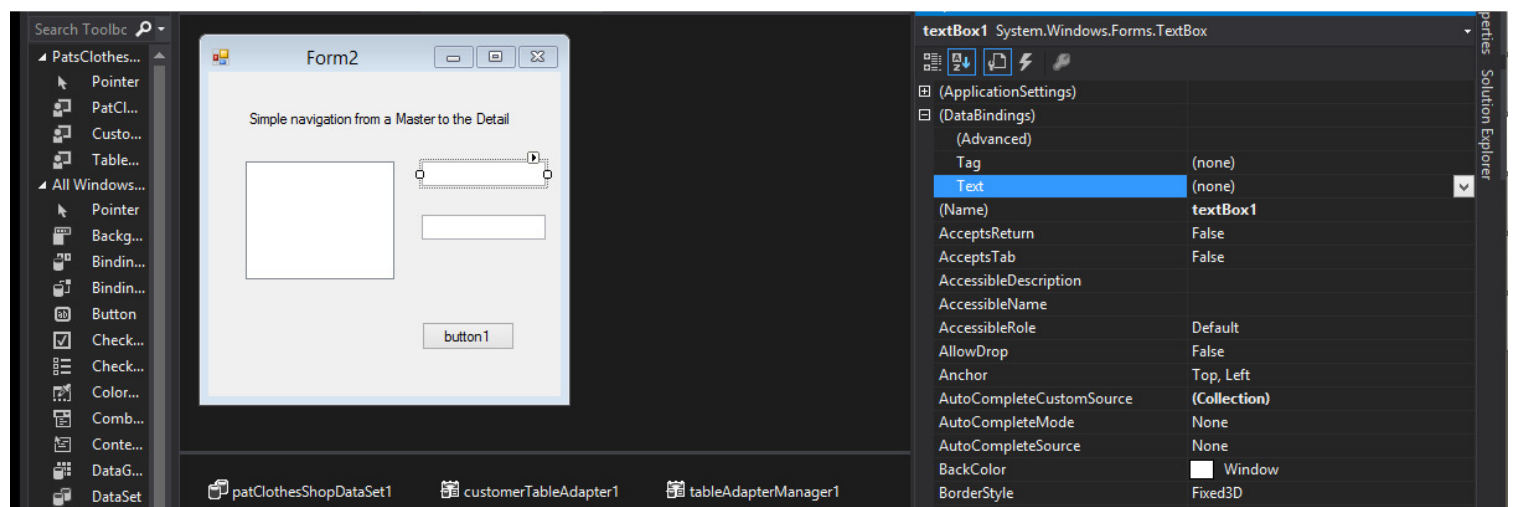 Search Toolbc
PatsClothes...
Pointer
PatCl...
Custo...
Table...
All Windows...
Pointer
Backg...
Bindin...
Bindin...
Button
Check...
Check...
Color...
Comb...
Conte...
DataG...
DataSet
Form2
Simple navigation from a Master to the Detail
button1
patClothesShopDataSet1 customerTableAdapter1 tableAdapterManager1
textBox1 System.Windows.Forms.TextBox
(ApplicationSettings)
(DataBindings)
(Advanced)
Tag (none)
Text (none)
(Name) textBox1
AcceptsReturn False
AcceptsTab False
AccessibleDescription
AccessibleName
AccessibleRole Default
AllowDrop False
Anchor Top, Left
AutoCompleteCustomSource (Collection)
AutoCompleteMode None
AutoCompleteSource None
BackColor Window
BorderStyle Fixed3D
perties
Solution Explorer